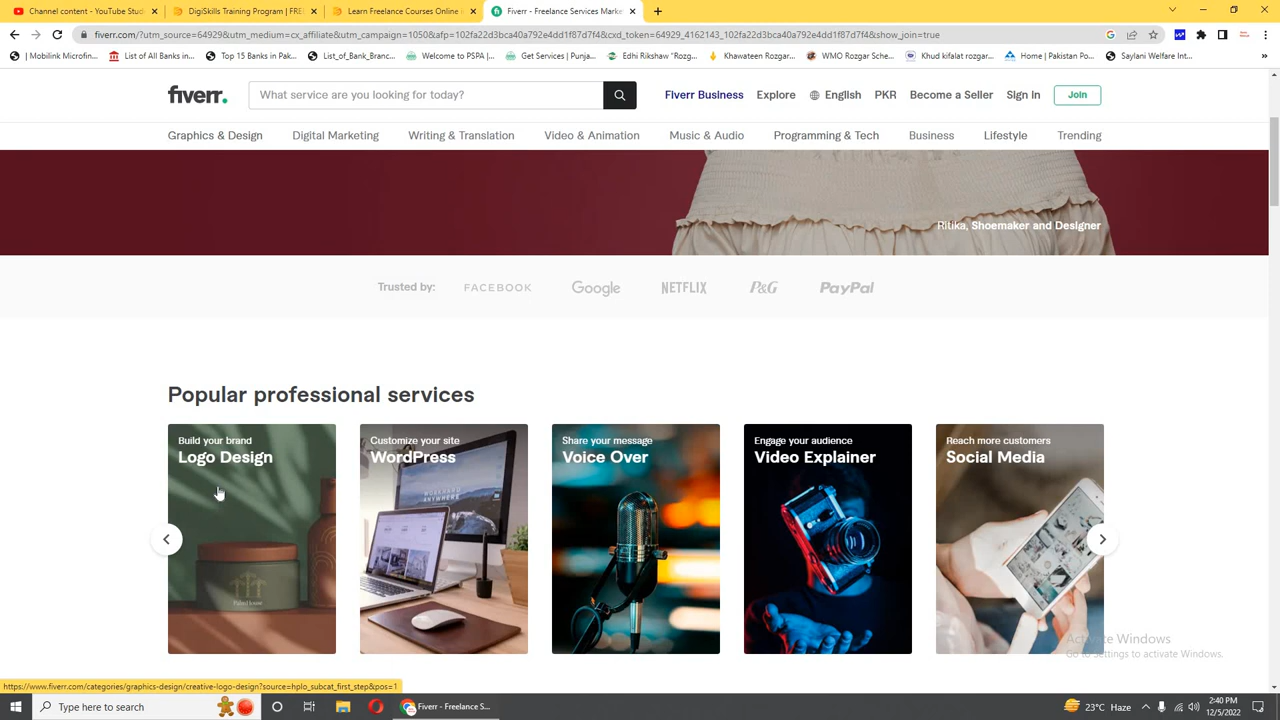 Channel content - YouTube Stud
DigiSkills Training Program | FREE
Learn Freelance Courses Online i
Fiverr - Freelance Services Marke
fiverr.com/?utm_source=64929&utm_medium=cx_affiliate&utm_campaign=1050&afp=102fa22d3bca40a792e4dd1f87d7f4&cxd_token=64929_4162143_102fa22d3bca40a792e4dd1f87d7f4&show_join=true
| Mobilink Microfin...
List of All Banks in...
Top 15 Banks in Pak...
List_of_Bank_Branc...
Welcome to PSPA |...
Get Services | Punja...
Edhi Rikshaw "Rozg...
Khawateen Rozgar...
WMO Rozgar Sche...
Khud kifalat rozgar...
Home | Pakistan Po...
Saylani Welfare Int...
fiverr.
What service are you looking for today?
Fiverr Business
Explore
English
PKR
Become a Seller
Sign In
Join
Graphics & Design
Digital Marketing
Writing & Translation
Video & Animation
Music & Audio
Programming & Tech
Business
Lifestyle
Trending
Ritika, Shoemaker and Designer
Trusted by:
FACEBOOK
Google
NETFLIX
P&G
PayPal
Popular professional services
Build your brand
Logo Design
Customize your site
WordPress
Share your message
Voice Over
Engage your audience
Video Explainer
Reach more customers
Social Media
Activate Windows
Go to Settings to activate Windows.
https://www.fiverr.com/categories/graphics-design/creative-logo-design?source=hplo_subcat_first_step&pos=1
Type here to search
Fiverr - Freelance S...
23°C Haze
2:40 PM
12/5/2022